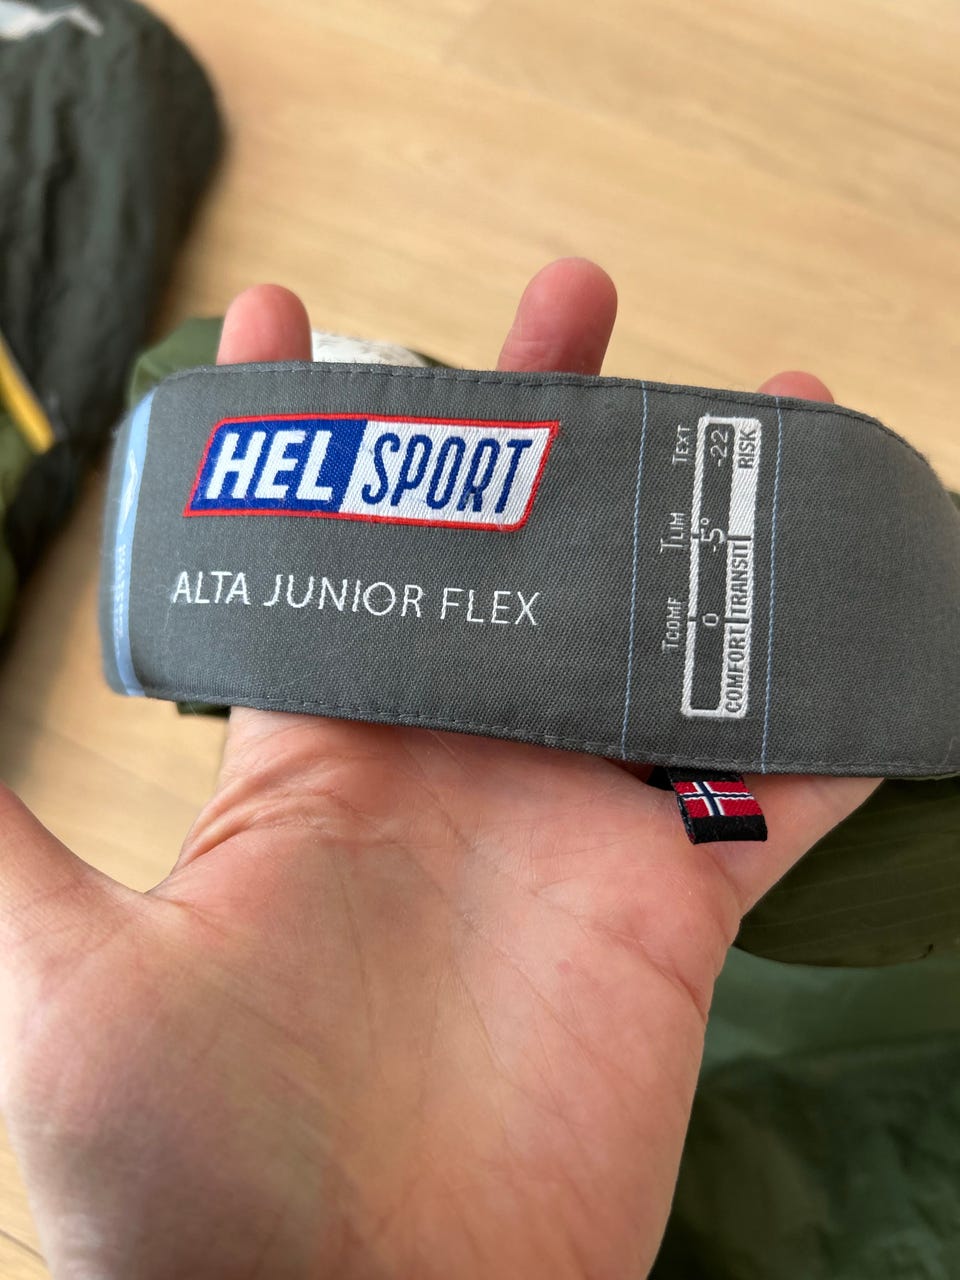 HEL SPORT
ALTA JUNIOR FLEX
TCOMF TLIM TEXT
0 -5° -22
COMFORT TRANSIT RISK